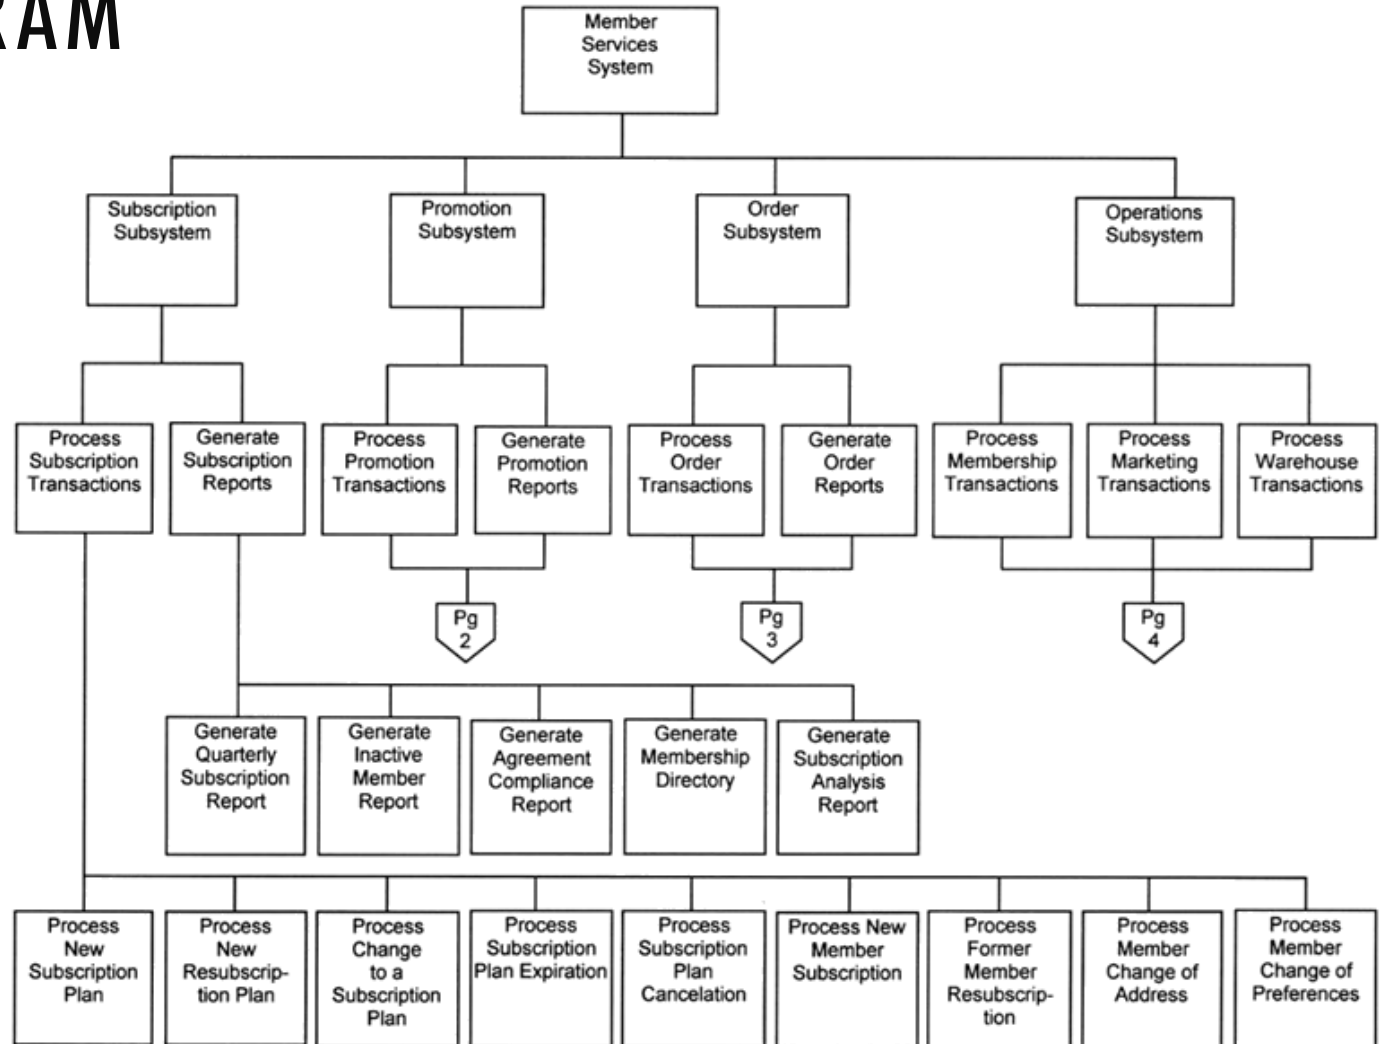 RAM
Member
Services
System
Subscription
Subsystem
Promotion
Subsystem
Order
Subsystem
Operations
Subsystem
Process
Subscription
Transactions
Generate
Subscription
Reports
Process
Promotion
Transactions
Generate
Promotion
Reports
Process
Order
Transactions
Generate
Order
Reports
Process
Membership
Transactions
Process
Marketing
Transactions
Process
Warehouse
Transactions
Pg
2
Pg
3
Pg
4
Generate
Quarterly
Subscription
Report
Generate
Inactive
Member
Report
Generate
Agreement
Compliance
Report
Generate
Membership
Directory
Generate
Subscription
Analysis
Report
Process
New
Subscription
Plan
Process
New
Resubscrip-
tion Plan
Process
Change
to a
Subscription
Plan
Process
Subscription
Plan Expiration
Process
Subscription
Plan
Cancelation
Process New
Member
Subscription
Process
Former
Member
Resubscrip-
tion
Process
Member
Change of
Address
Process
Member
Change of
Preferences